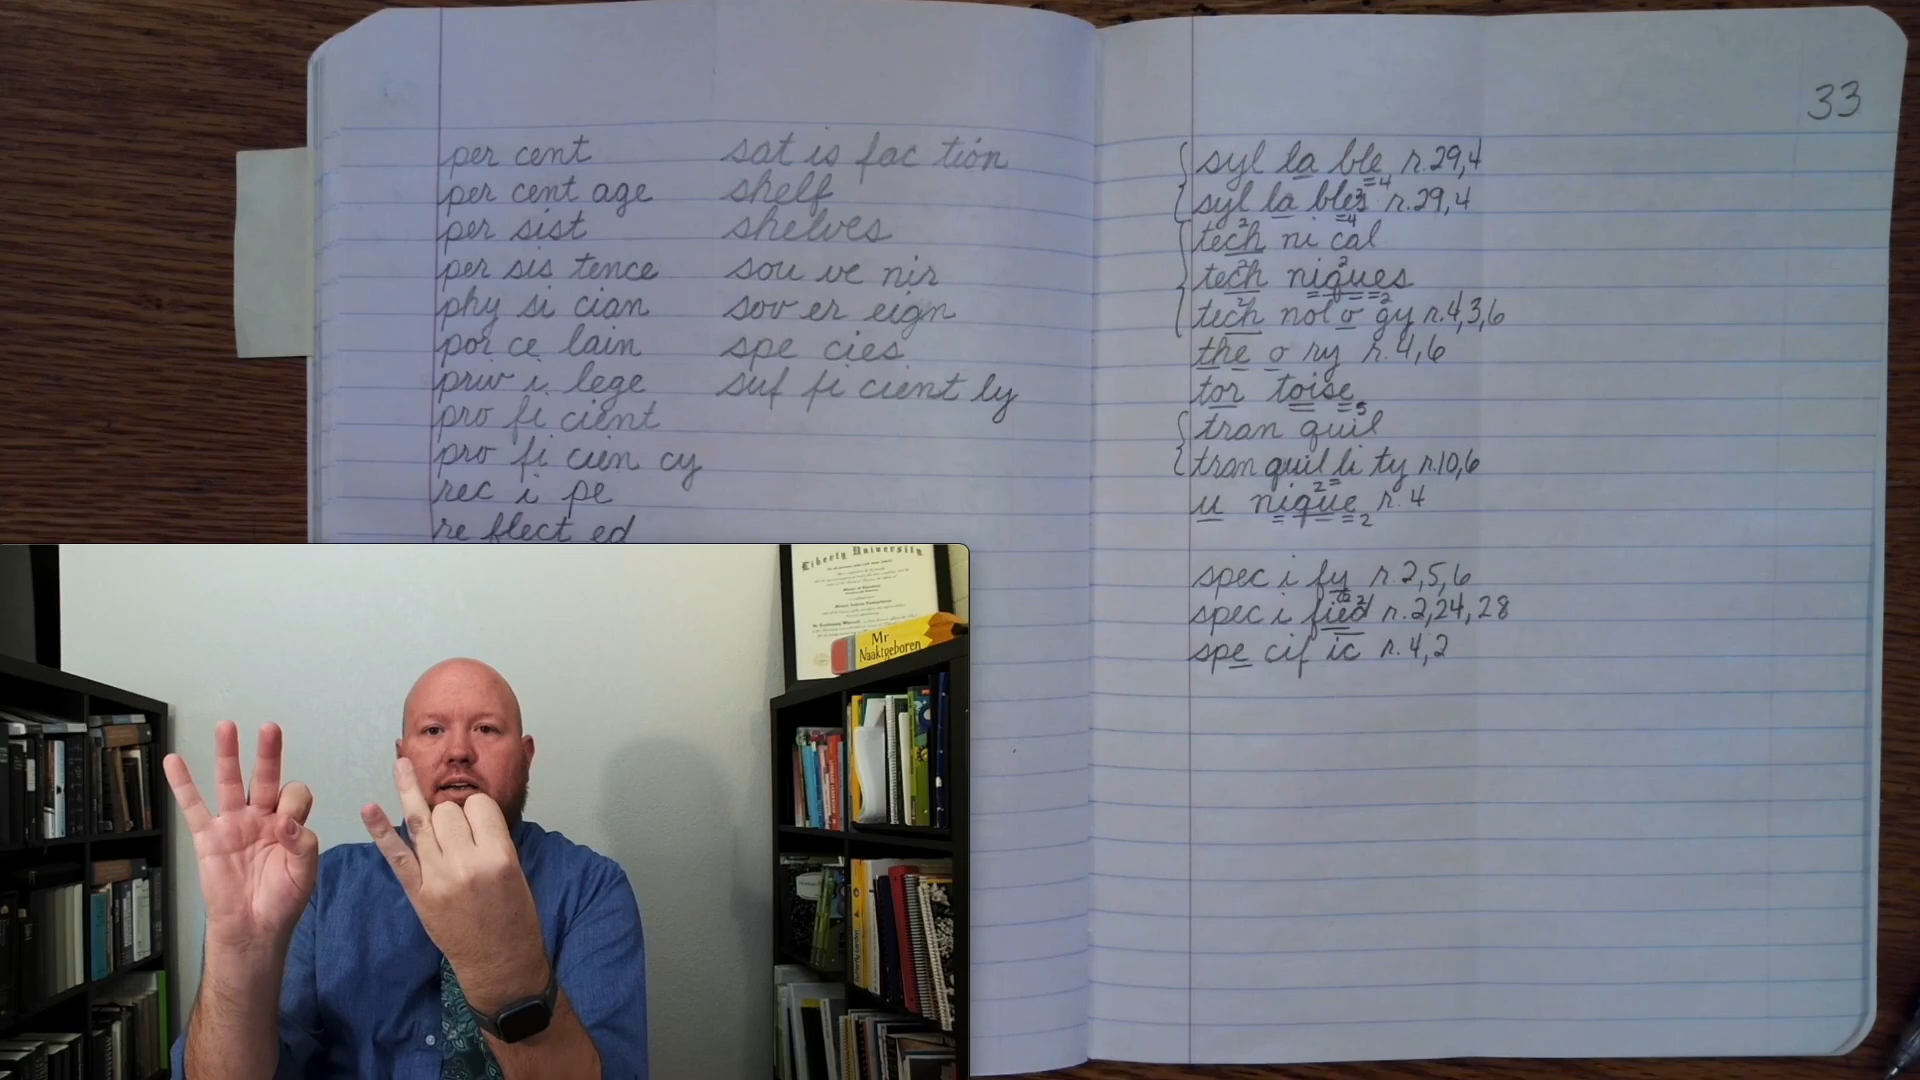 33
per cent
per cent age
per sist
per sis tence
phy si cian
por ce lain
priv i lege
pro fi cient
pro fi cien cy
rec i pe
re flect ed
sat is fac tion
shelf
shelves
sou ve nir
sov er eign
spe cies
suf fi cient ly
syl la ble r.29,4
syl la bles r.29,4
tech ni cal
tech niques
tech nol o gy r.4,3,6
the o ry r.4,6
tor toise
tran quil
tran quil li ty r.10,6
u nique r.4
spec i fy r.2,5,6
spec i fied r.2,24,28
spe cif ic r.4,2
Liberty University
Mr
Naaktgeboren